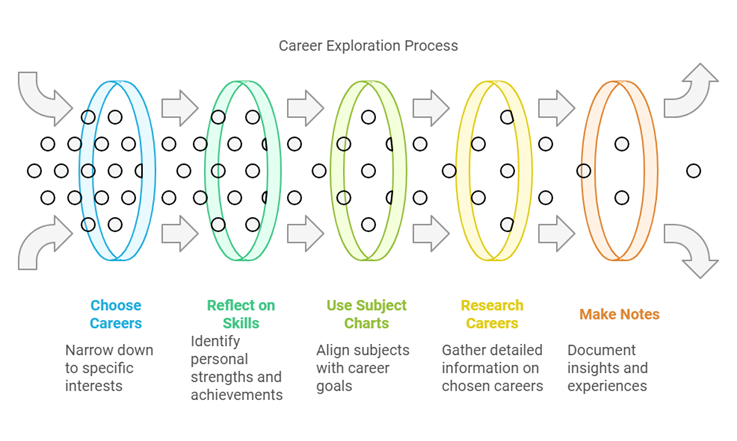 Career Exploration Process
Choose
Careers
Narrow down
to specific
interests
Reflect on
Skills
Identify
personal
strengths and
achievements
Use Subject
Charts
Align subjects
with career
goals
Research
Careers
Gather detailed
information on
chosen careers
Make Notes
Document
insights and
experiences